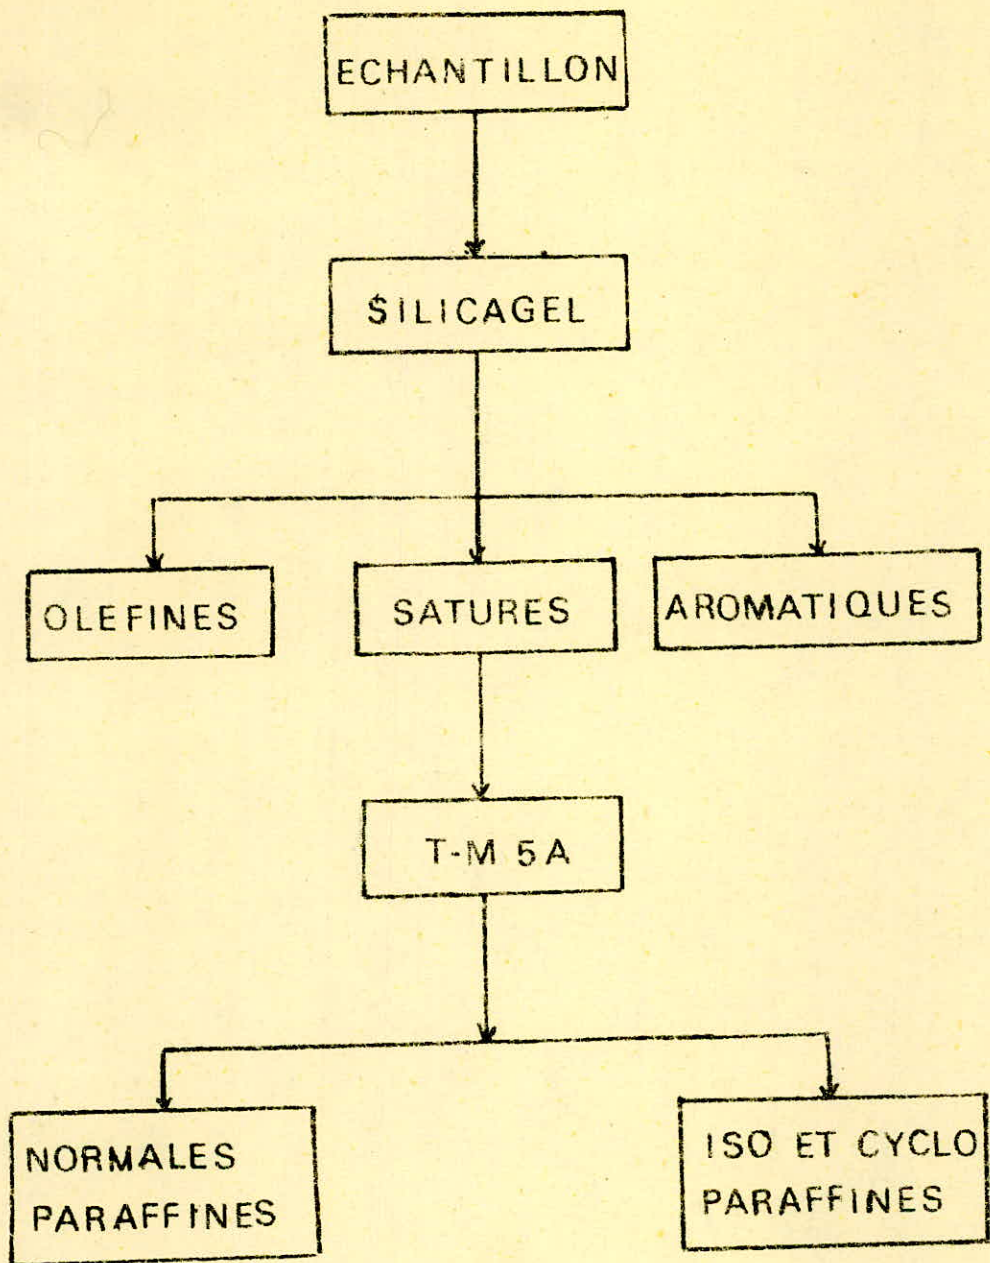 ECHANTILLON
SILICAGEL
OLEFINES
SATURES
AROMATIQUES
T-M 5A
NORMALES
PARAFFINES
ISO ET CYCLO
PARAFFINES